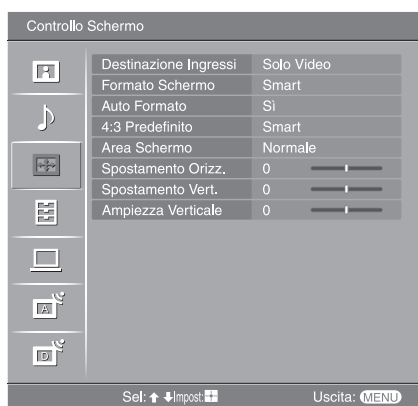 Controllo Schermo
Destinazione Ingressi Solo Video
Formato Schermo Smart
Auto Formato Sì
4:3 Predefinito Smart
Area Schermo Normale
Spostamento Orizz. 0
Spostamento Vert. 0
Ampiezza Verticale 0
A
D
Sel: Impost: Uscita: MENU